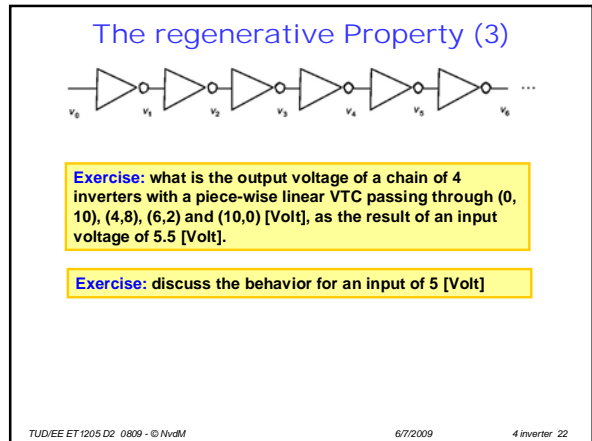 The regenerative Property (3)
v0 v1 v2 v3 v4 v5 v6 ...
Exercise: what is the output voltage of a chain of 4
inverters with a piece-wise linear VTC passing through (0,
10), (4,8), (6,2) and (10,0) [Volt], as the result of an input
voltage of 5.5 [Volt].
Exercise: discuss the behavior for an input of 5 [Volt]
TUD/EE ET1205 D2 0809 - © NvdM 6/7/2009 4 inverter 22